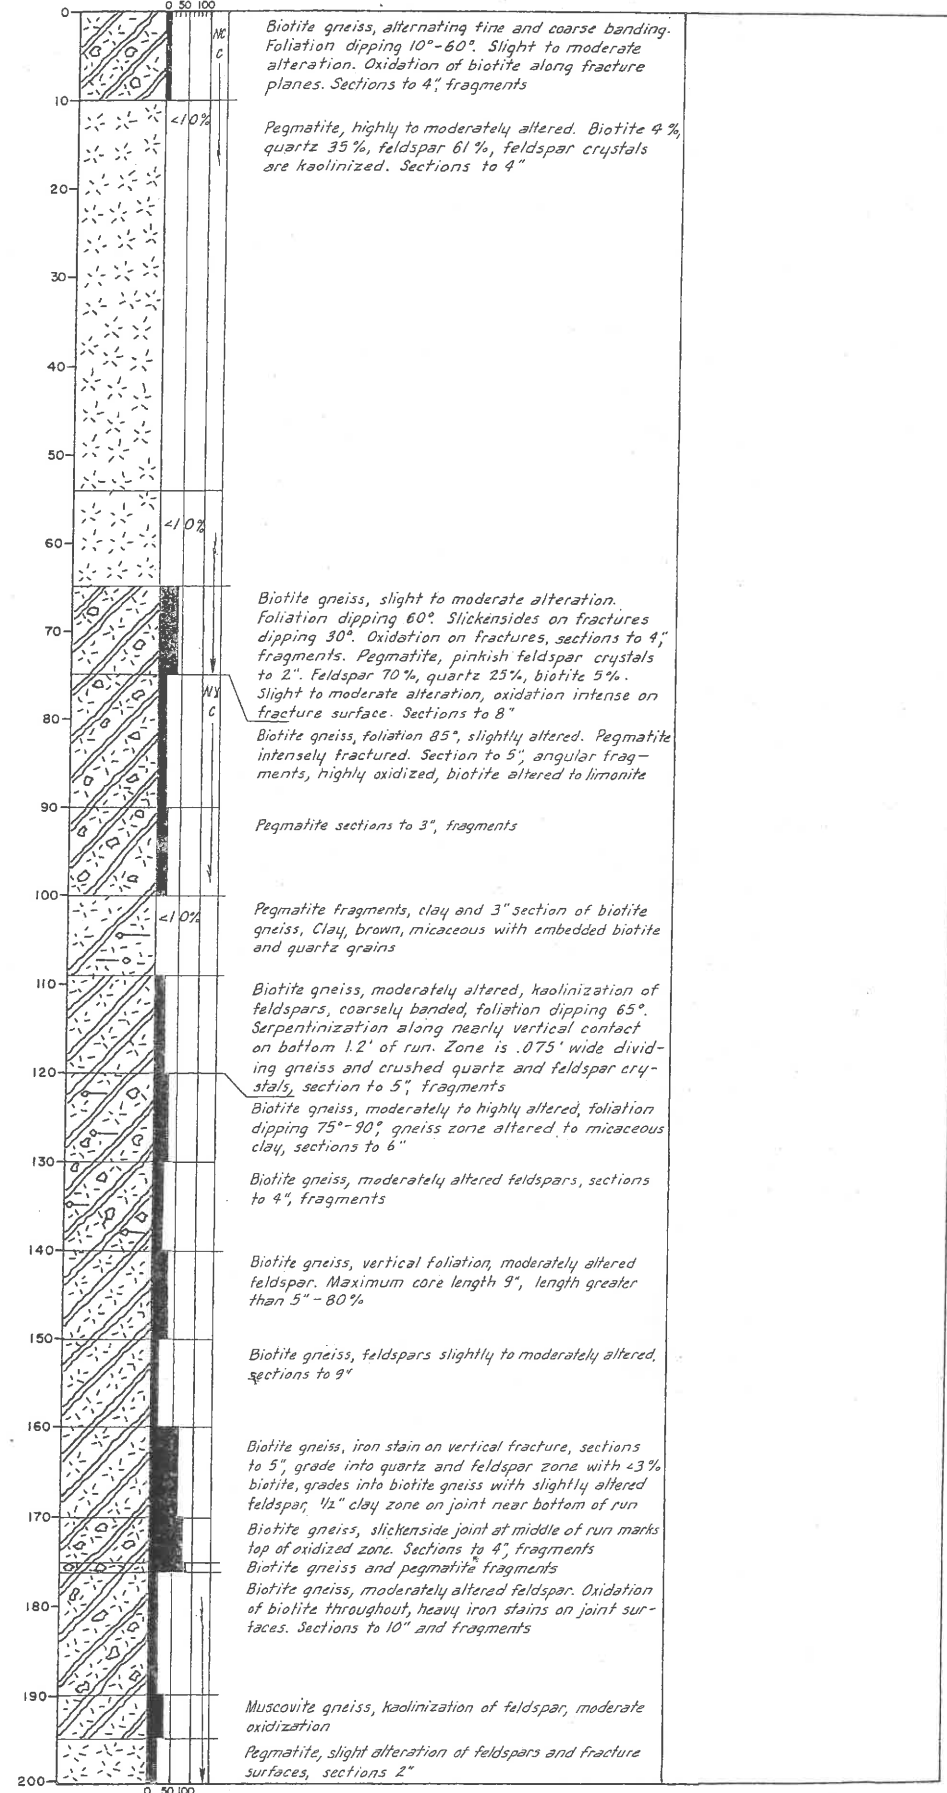 0 50 100
0
NC
C
Biotite gneiss, alternating fine and coarse banding.
Foliation dipping 10°-60°. Slight to moderate
alteration. Oxidation of biotite along fracture
planes. Sections to 4", fragments
10
<10%
Pegmatite, highly to moderately altered. Biotite 4%,
quartz 35%, feldspar 61%, feldspar crystals
are kaolinized. Sections to 4"
20
30
40
50
<10%
60
Biotite gneiss, slight to moderate alteration.
Foliation dipping 60°. Slickensides on fractures
dipping 30°. Oxidation on fractures, sections to 4",
fragments. Pegmatite, pinkish feldspar crystals
to 2". Feldspar 70%, quartz 25%, biotite 5%.
Slight to moderate alteration, oxidation intense on
fracture surface. Sections to 8"
70
NX
C
80
Biotite gneiss, foliation 85°, slightly altered. Pegmatite
intensely fractured. Section to 5", angular frag-
ments, highly oxidized, biotite altered to limonite
90
Pegmatite sections to 3", fragments
100
<10%
Pegmatite fragments, clay and 3" section of biotite
gneiss, Clay, brown, micaceous with embedded biotite
and quartz grains
110
Biotite gneiss, moderately altered, kaolinization of
feldspars, coarsely banded, foliation dipping 65°.
Serpentinization along nearly vertical contact
on bottom 1.2' of run. Zone is .075' wide divid-
ing gneiss and crushed quartz and feldspar cry-
stals, section to 5", fragments
120
Biotite gneiss, moderately to highly altered, foliation
dipping 75°-90°, gneiss zone altered to micaceous
clay, sections to 6"
130
Biotite gneiss, moderately altered feldspars, sections
to 4", fragments
140
Biotite gneiss, vertical foliation, moderately altered
feldspar. Maximum core length 9", length greater
than 5" - 80%
150
Biotite gneiss, feldspars slightly to moderately altered,
sections to 9"
160
Biotite gneiss, iron stain on vertical fracture, sections
to 5", grade into quartz and feldspar zone with <3%
biotite, grades into biotite gneiss with slightly altered
feldspar, 1/2" clay zone on joint near bottom of run
170
Biotite gneiss, slickenside joint at middle of run marks
top of oxidized zone. Sections to 4", fragments
Biotite gneiss and pegmatite fragments
Biotite gneiss, moderately altered feldspar. Oxidation
of biotite throughout, heavy iron stains on joint sur-
faces. Sections to 10" and fragments
180
190
Muscovite gneiss, kaolinization of feldspar, moderate
oxidization
Pegmatite, slight alteration of feldspars and fracture
surfaces, sections 2"
200
0 50 100